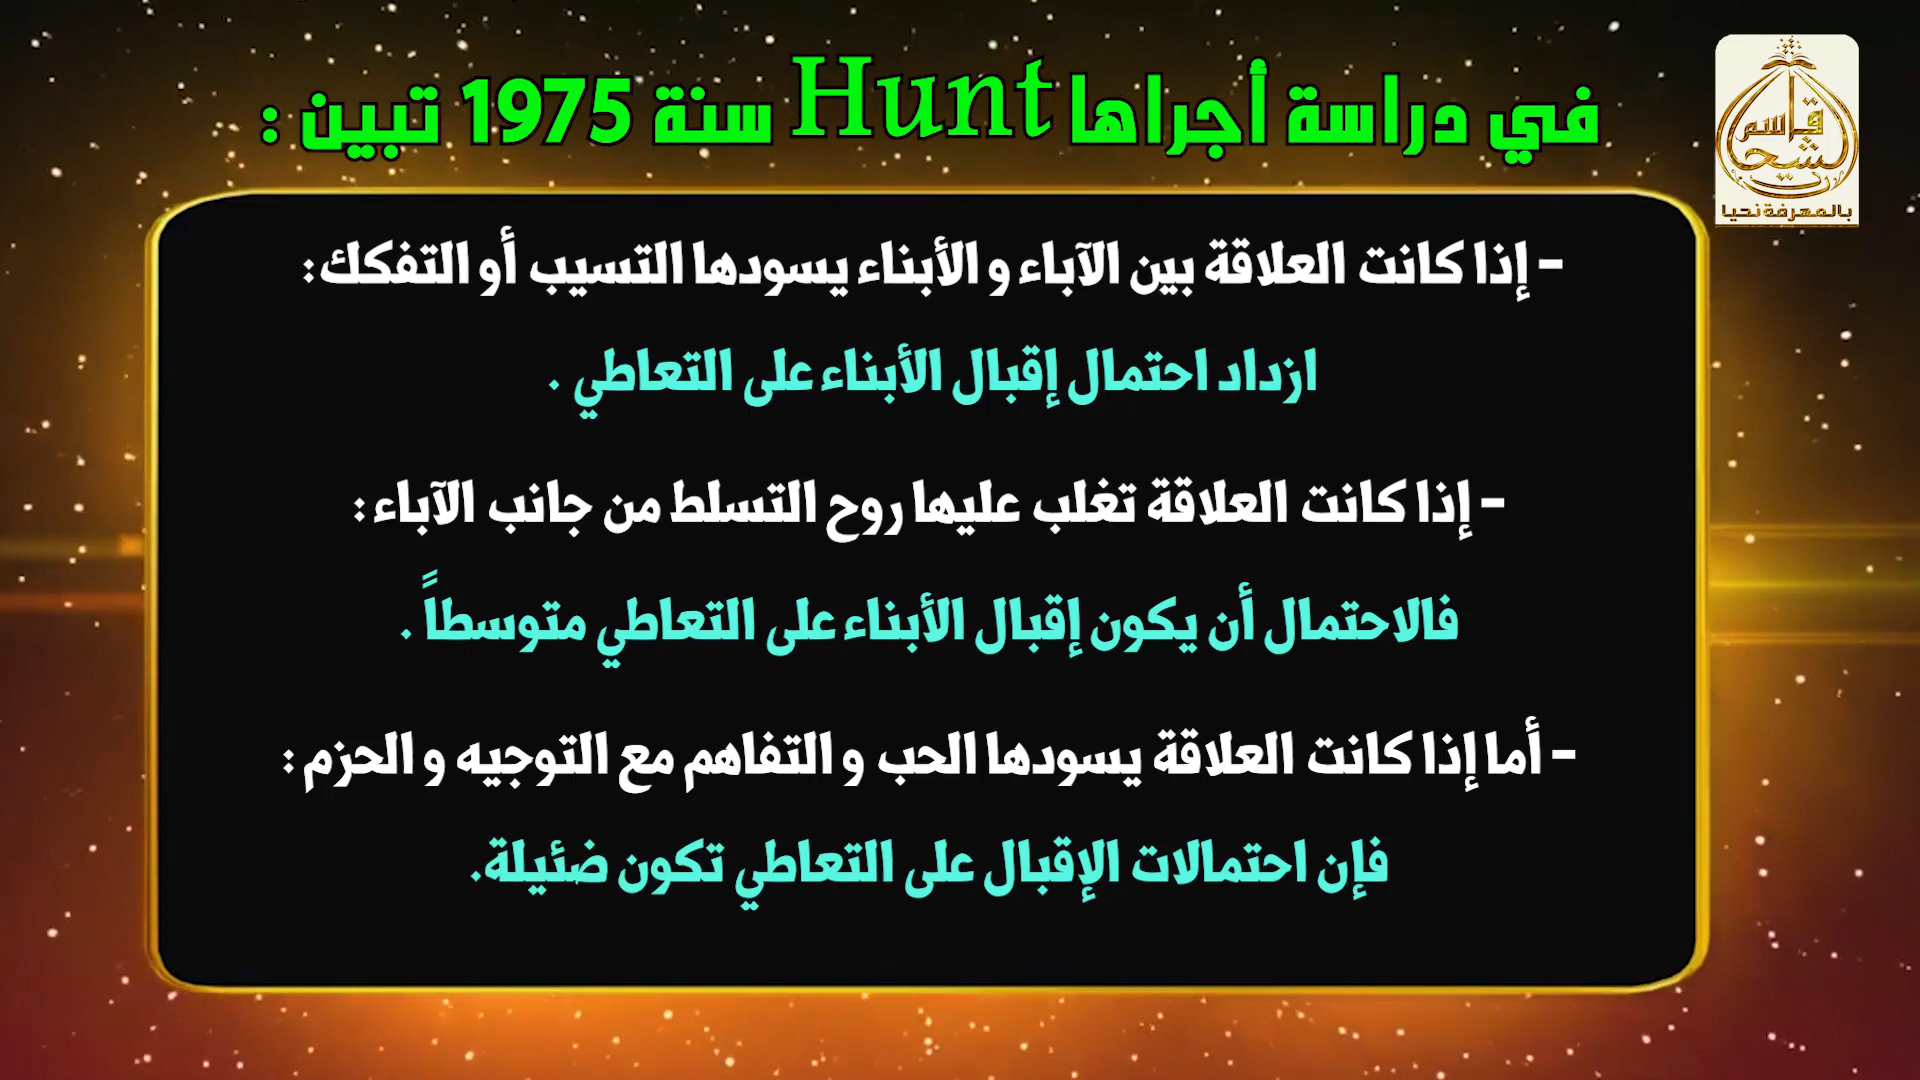 في دراسة أجراها Hunt سنة 1975 تبين :
قاسم
شحادات
بالمعرفة نحيا
- إذا كانت العلاقة بين الآباء و الأبناء يسودها التسيب أو التفكك:
ازداد احتمال إقبال الأبناء على التعاطي .
- إذا كانت العلاقة تغلب عليها روح التسلط من جانب الآباء :
فالاحتمال أن يكون إقبال الأبناء على التعاطي متوسطاً .
- أما إذا كانت العلاقة يسودها الحب و التفاهم مع التوجيه و الحزم :
فإن احتمالات الإقبال على التعاطي تكون ضئيلة.